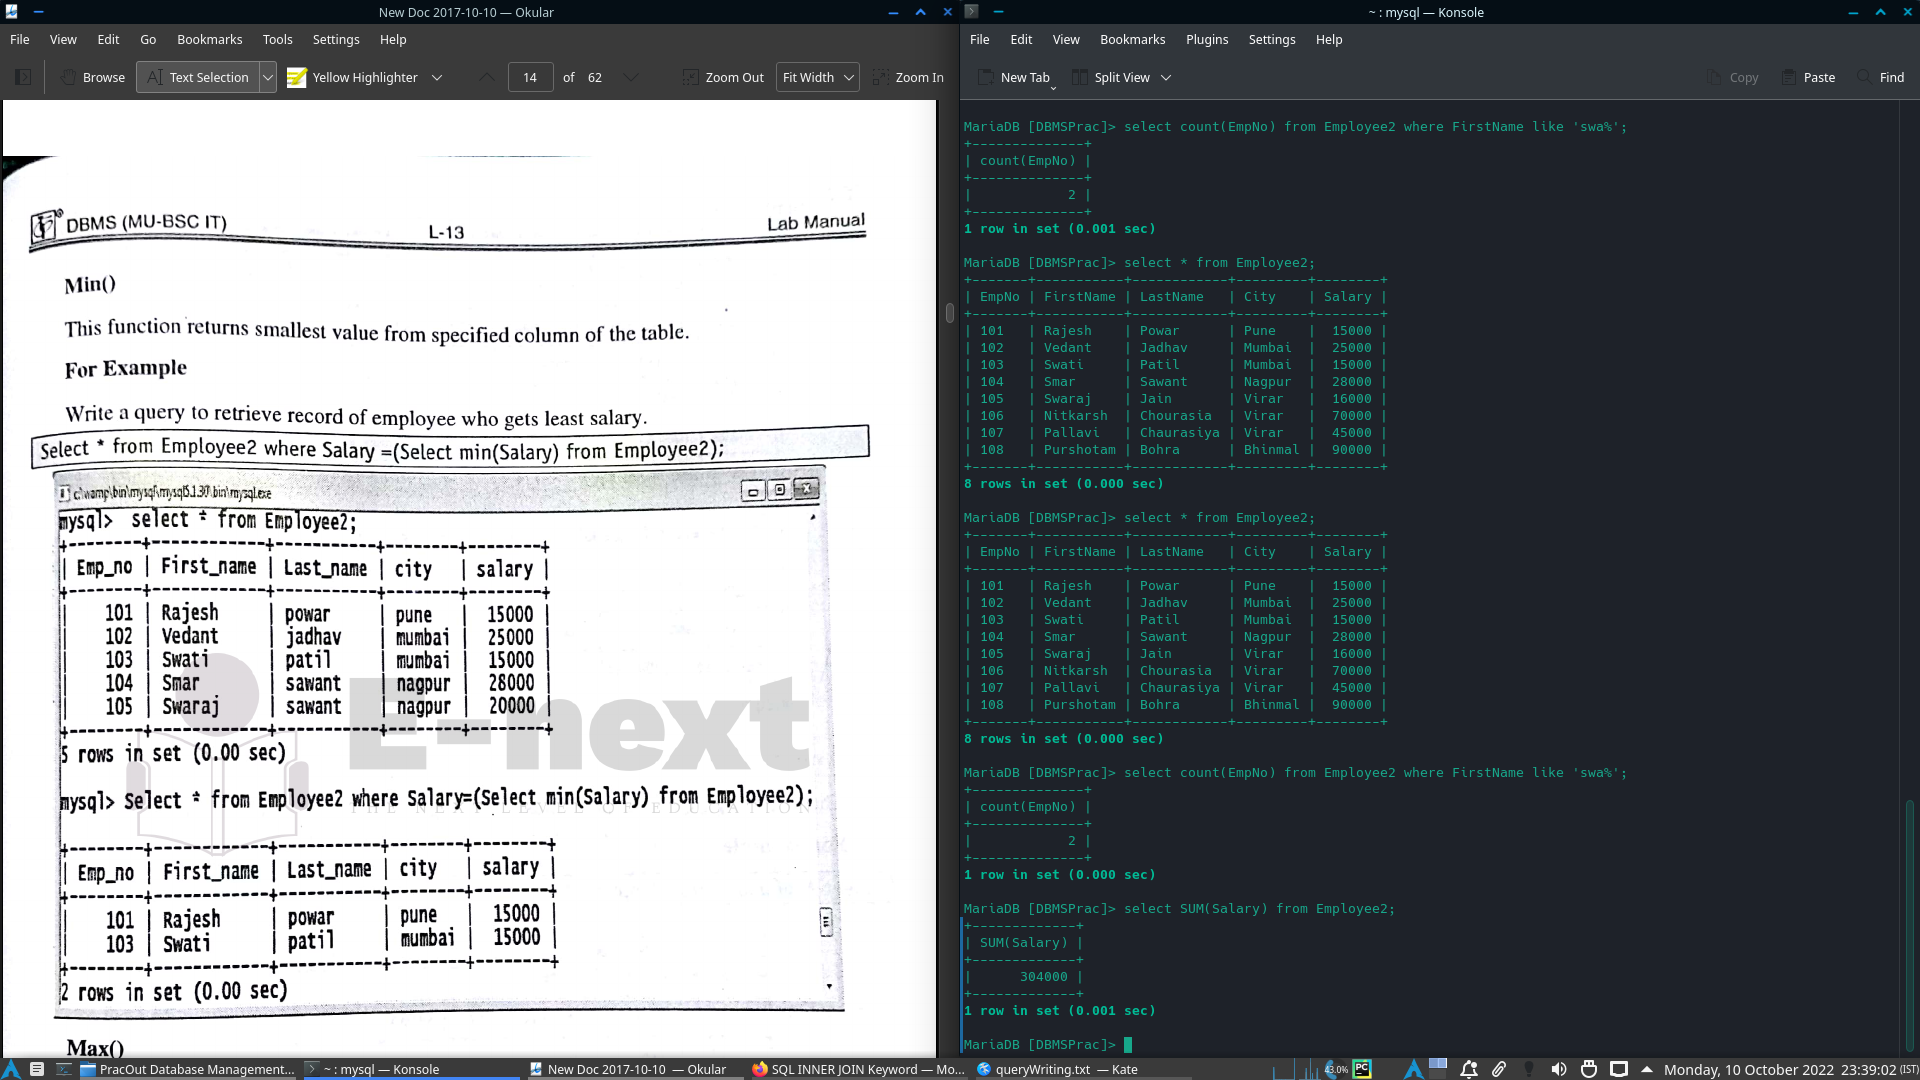 New Doc 2017-10-10 — Okular
File View Edit Go Bookmarks Tools Settings Help
Browse Text Selection Yellow Highlighter 14 of 62 Zoom Out Fit Width Zoom In
DBMS (MU-BSC IT) L-13 Lab Manual
Min()
This function returns smallest value from specified column of the table.
For Example
Write a query to retrieve record of employee who gets least salary.
Select * from Employee2 where Salary =(Select min(Salary) from Employee2);
c:\wamp\bin\mysql\mysql5.1.30\bin\mysql.exe
mysql> select * from Employee2;
+--------+------------+-----------+--------+--------+
| Emp_no | First_name | Last_name | city | salary |
+--------+------------+-----------+--------+--------+
| 101 | Rajesh | powar | pune | 15000 |
| 102 | Vedant | jadhav | mumbai | 25000 |
| 103 | Swati | patil | mumbai | 15000 |
| 104 | Smar | sawant | nagpur | 28000 |
| 105 | Swaraj | sawant | nagpur | 20000 |
+--------+------------+-----------+--------+--------+
5 rows in set (0.00 sec)
E-next
THE NEXT LEVEL OF EDUCATION
mysql> Select * from Employee2 where Salary=(Select min(Salary) from Employee2);
+--------+------------+-----------+--------+--------+
| Emp_no | First_name | Last_name | city | salary |
+--------+------------+-----------+--------+--------+
| 101 | Rajesh | powar | pune | 15000 |
| 103 | Swati | patil | mumbai | 15000 |
+--------+------------+-----------+--------+--------+
2 rows in set (0.00 sec)
Max()
~ : mysql — Konsole
File Edit View Bookmarks Plugins Settings Help
New Tab Split View Copy Paste Find
MariaDB [DBMSPrac]> select count(EmpNo) from Employee2 where FirstName like 'swa%';
+--------------+
| count(EmpNo) |
+--------------+
| 2 |
+--------------+
1 row in set (0.001 sec)
MariaDB [DBMSPrac]> select * from Employee2;
+-------+-----------+------------+---------+--------+
| EmpNo | FirstName | LastName | City | Salary |
+-------+-----------+------------+---------+--------+
| 101 | Rajesh | Powar | Pune | 15000 |
| 102 | Vedant | Jadhav | Mumbai | 25000 |
| 103 | Swati | Patil | Mumbai | 15000 |
| 104 | Smar | Sawant | Nagpur | 28000 |
| 105 | Swaraj | Jain | Virar | 16000 |
| 106 | Nitkarsh | Chourasia | Virar | 70000 |
| 107 | Pallavi | Chaurasiya | Virar | 45000 |
| 108 | Purshotam | Bohra | Bhinmal | 90000 |
+-------+-----------+------------+---------+--------+
8 rows in set (0.000 sec)
MariaDB [DBMSPrac]> select * from Employee2;
+-------+-----------+------------+---------+--------+
| EmpNo | FirstName | LastName | City | Salary |
+-------+-----------+------------+---------+--------+
| 101 | Rajesh | Powar | Pune | 15000 |
| 102 | Vedant | Jadhav | Mumbai | 25000 |
| 103 | Swati | Patil | Mumbai | 15000 |
| 104 | Smar | Sawant | Nagpur | 28000 |
| 105 | Swaraj | Jain | Virar | 16000 |
| 106 | Nitkarsh | Chourasia | Virar | 70000 |
| 107 | Pallavi | Chaurasiya | Virar | 45000 |
| 108 | Purshotam | Bohra | Bhinmal | 90000 |
+-------+-----------+------------+---------+--------+
8 rows in set (0.000 sec)
MariaDB [DBMSPrac]> select count(EmpNo) from Employee2 where FirstName like 'swa%';
+--------------+
| count(EmpNo) |
+--------------+
| 2 |
+--------------+
1 row in set (0.000 sec)
MariaDB [DBMSPrac]> select SUM(Salary) from Employee2;
+-------------+
| SUM(Salary) |
+-------------+
| 304000 |
+-------------+
1 row in set (0.001 sec)
MariaDB [DBMSPrac]>
PracOut Database Management... ~ : mysql — Konsole New Doc 2017-10-10 — Okular SQL INNER JOIN Keyword — Mo... queryWriting.txt — Kate 43.0% PC Monday, 10 October 2022 23:39:02 (IST)